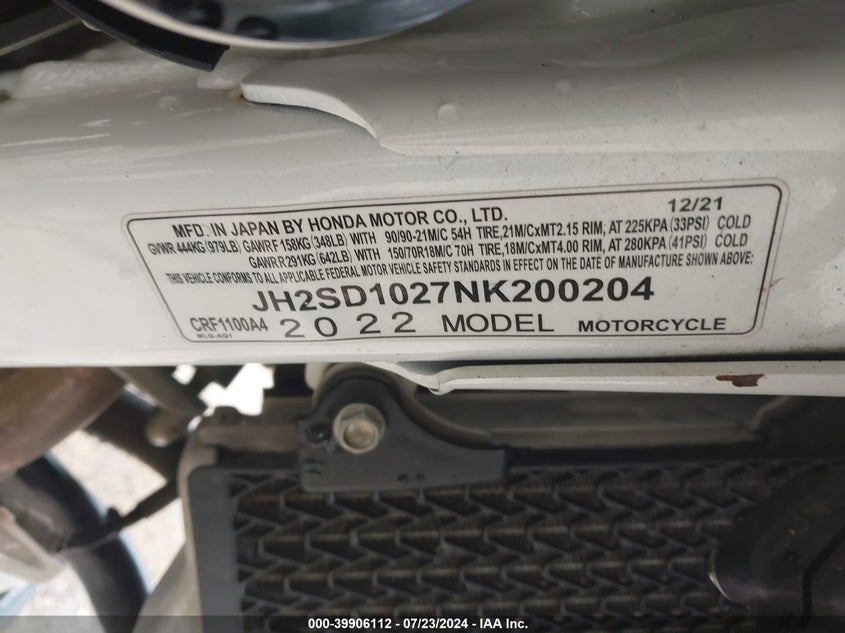 MFD. IN JAPAN BY HONDA MOTOR CO., LTD. 12/21
GVWR 444KG (979LB) GAWR F 158KG (348LB) WITH 90/90-21M/C 54H TIRE,21M/CxMT2.15 RIM, AT 225KPA (33PSI) COLD
GAWR R 291KG (642LB) WITH 150/70R18M/C 70H TIRE,18M/CxMT4.00 RIM, AT 280KPA (41PSI) COLD
THIS VEHICLE CONFORMS TO ALL APPLICABLE FEDERAL MOTOR VEHICLE SAFETY STANDARDS IN EFFECT ON THE DATE OF MANUFACTURE SHOWN ABOVE:
JH2SD1027NK200204
CRF1100A4 2022 MODEL MOTORCYCLE
000-39906112 - 07/23/2024 - IAA Inc.